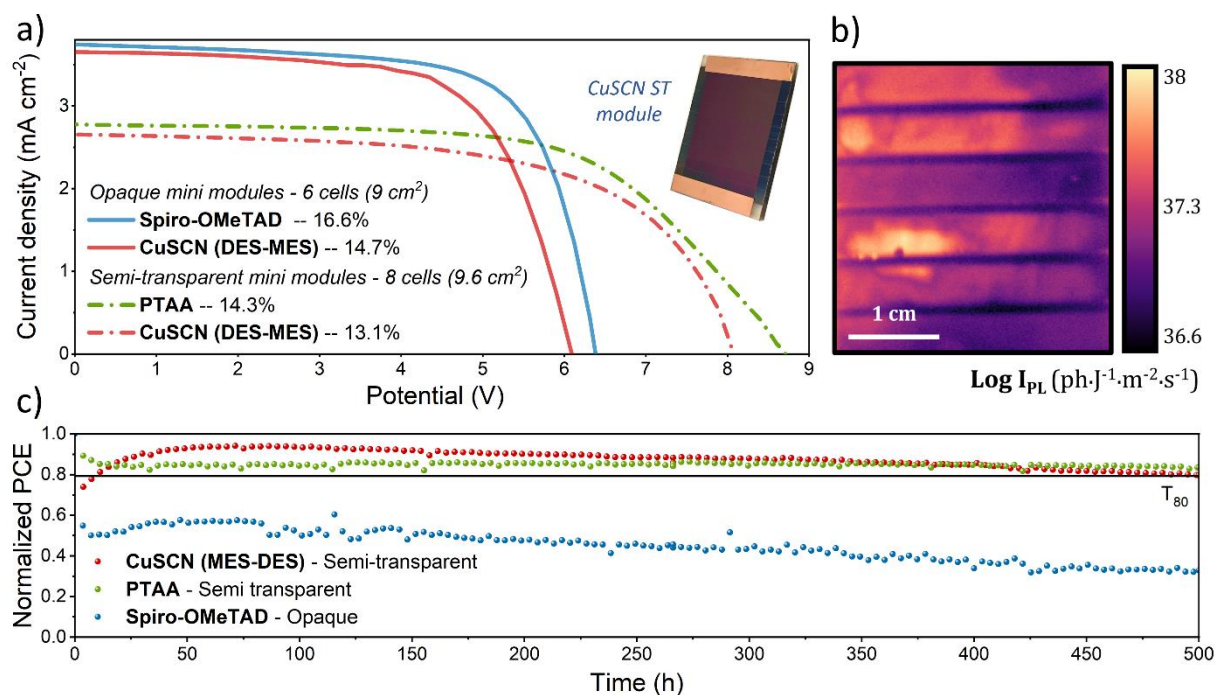 a)
Current density (mA cm⁻²)
3
2
1
0
0 1 2 3 4 5 6 7 8 9
Potential (V)
CuSCN ST
module
Opaque mini modules - 6 cells (9 cm²)
Spiro-OMeTAD -- 16.6%
CuSCN (DES-MES) -- 14.7%
Semi-transparent mini modules - 8 cells (9.6 cm²)
PTAA -- 14.3%
CuSCN (DES-MES) -- 13.1%
b)
1 cm
38
37.3
36.6
Log I_PL (ph·J⁻¹·m⁻²·s⁻¹)
c)
Normalized PCE
1.0
0.8
0.6
0.4
0.2
0.0
T₈₀
CuSCN (MES-DES) - Semi-transparent
PTAA - Semi transparent
Spiro-OMeTAD - Opaque
0 50 100 150 200 250 300 350 400 450 500
Time (h)